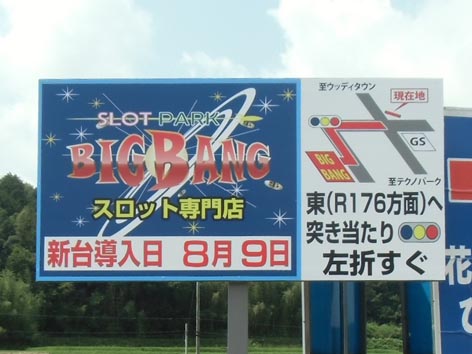 SLOT PARK
BIG BANG
スロット専門店
新台導入日 8月9日
至ウッディタウン
現在地
GS
BIG
BANG
至テクノパーク
東(R176方面)へ
突き当たり
左折すぐ
花